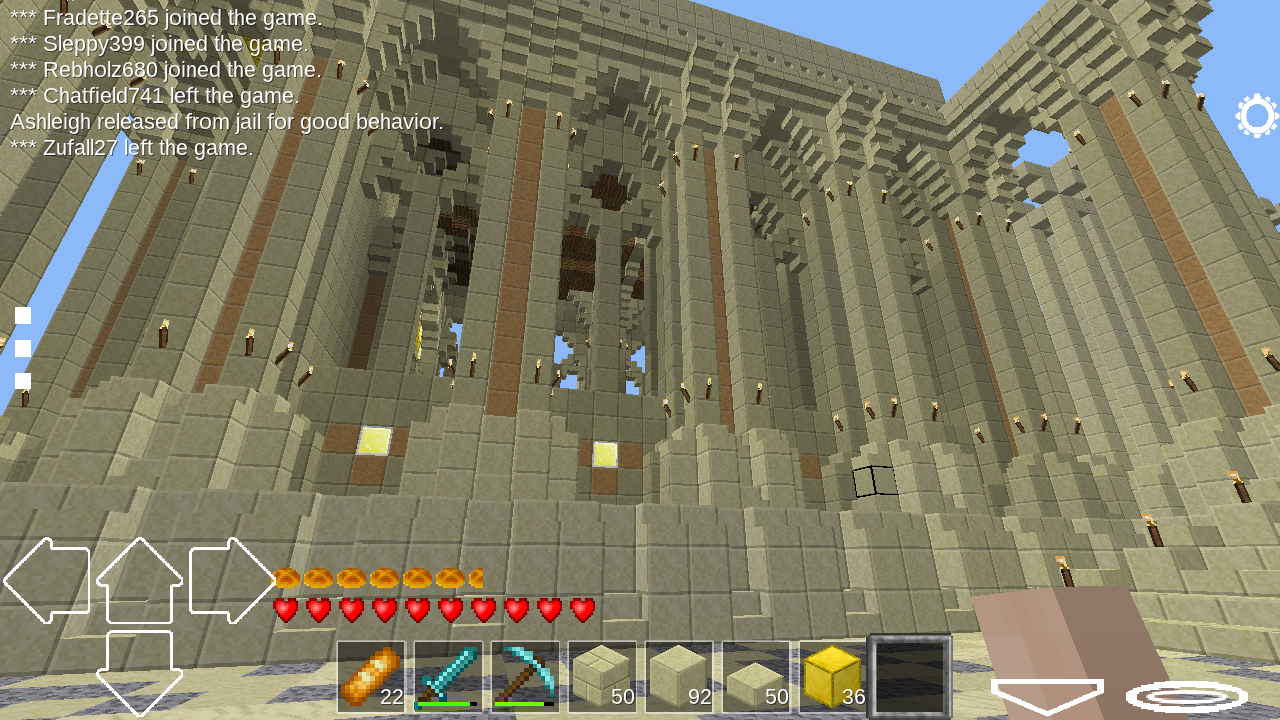 *** Fradette265 joined the game.
*** Sleppy399 joined the game.
*** Rebholz680 joined the game.
*** Chatfield741 left the game.
Ashleigh released from jail for good behavior.
*** Zufall27 left the game.
22 50 92 50 36